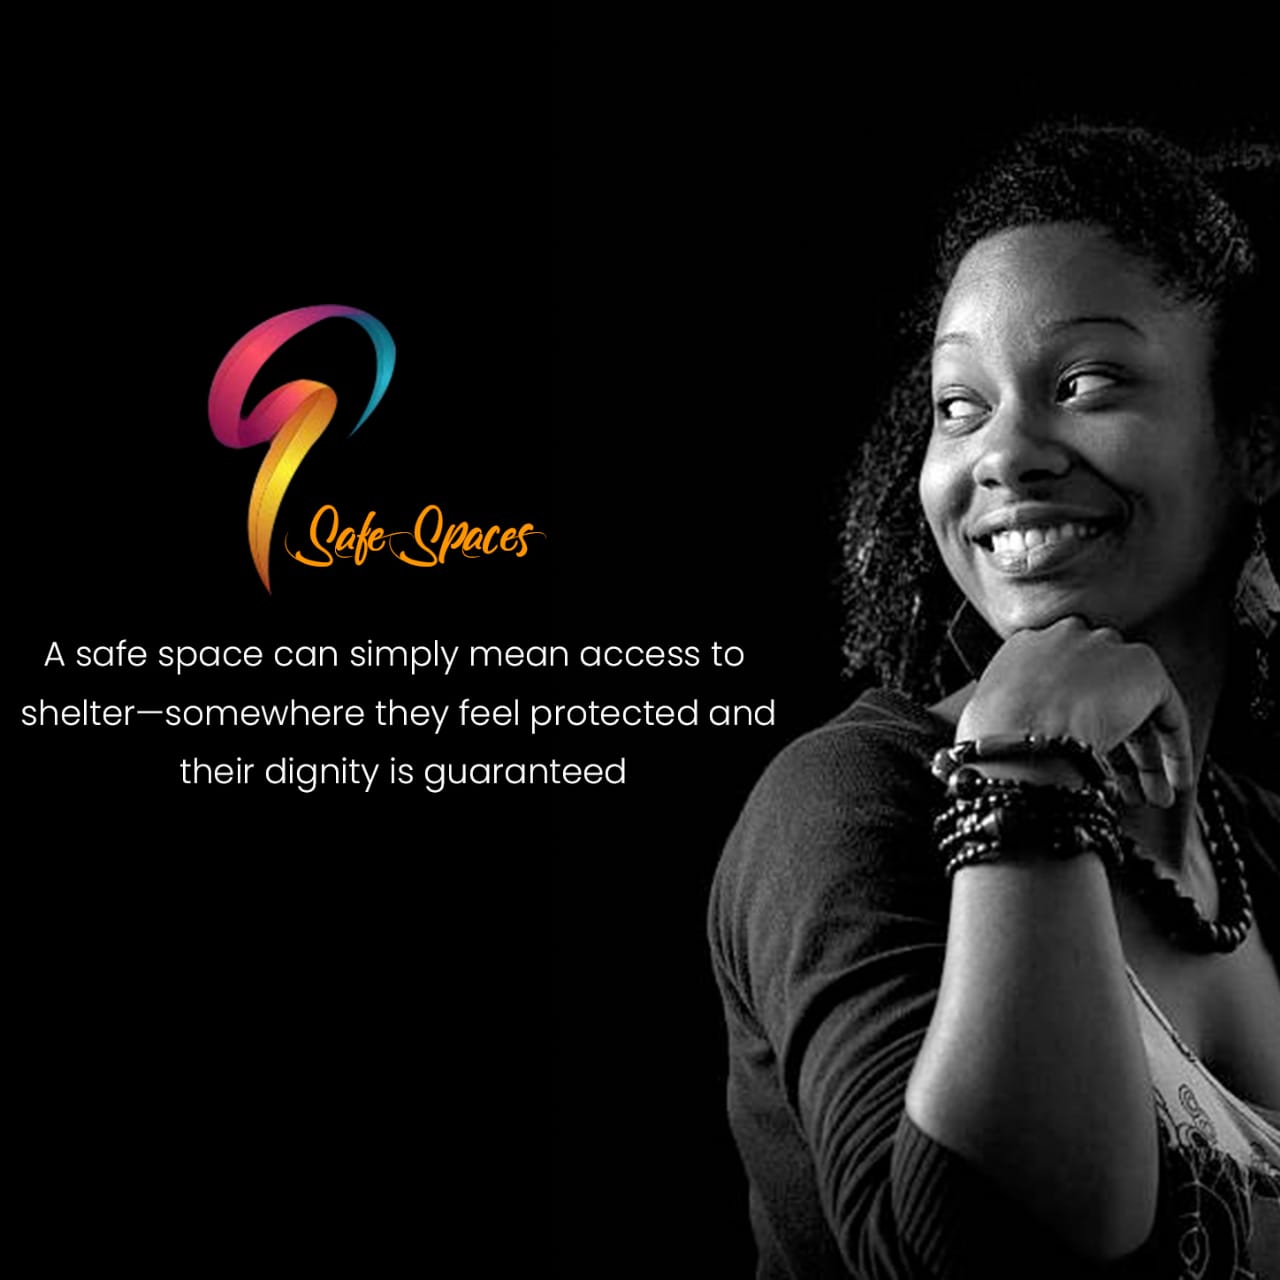 Safe Spaces
A safe space can simply mean access to
shelter—somewhere they feel protected and
their dignity is guaranteed